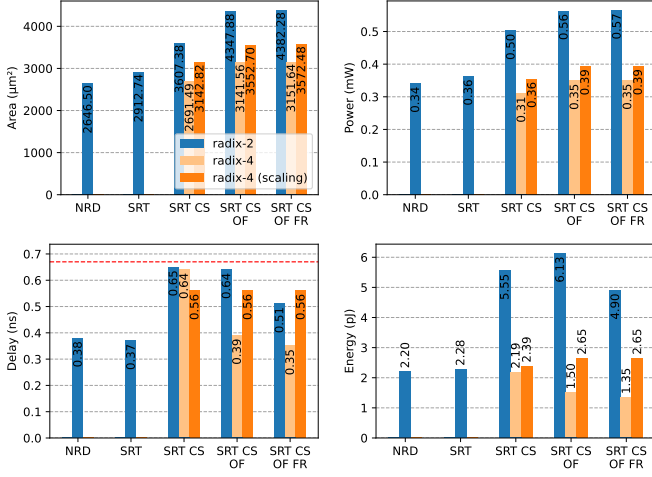 Area (μm²)
4000
3000
2000
1000
0
2646.50
2912.74
3607.38
2691.49
3142.82
4347.88
3141.56
3552.70
4382.28
3151.64
3572.48
radix-2
radix-4
radix-4 (scaling)
NRD
SRT
SRT CS
SRT CS
OF
SRT CS
OF FR
Power (mW)
0.5
0.4
0.3
0.2
0.1
0.0
0.34
0.36
0.50
0.31
0.36
0.56
0.35
0.39
0.57
0.35
0.39
NRD
SRT
SRT CS
SRT CS
OF
SRT CS
OF FR
Delay (ns)
0.7
0.6
0.5
0.4
0.3
0.2
0.1
0.0
0.38
0.37
0.65
0.64
0.56
0.64
0.39
0.56
0.51
0.35
0.56
NRD
SRT
SRT CS
SRT CS
OF
SRT CS
OF FR
Energy (pJ)
6
5
4
3
2
1
0
2.20
2.28
5.55
2.19
2.39
6.13
1.50
2.65
4.90
1.35
2.65
NRD
SRT
SRT CS
SRT CS
OF
SRT CS
OF FR